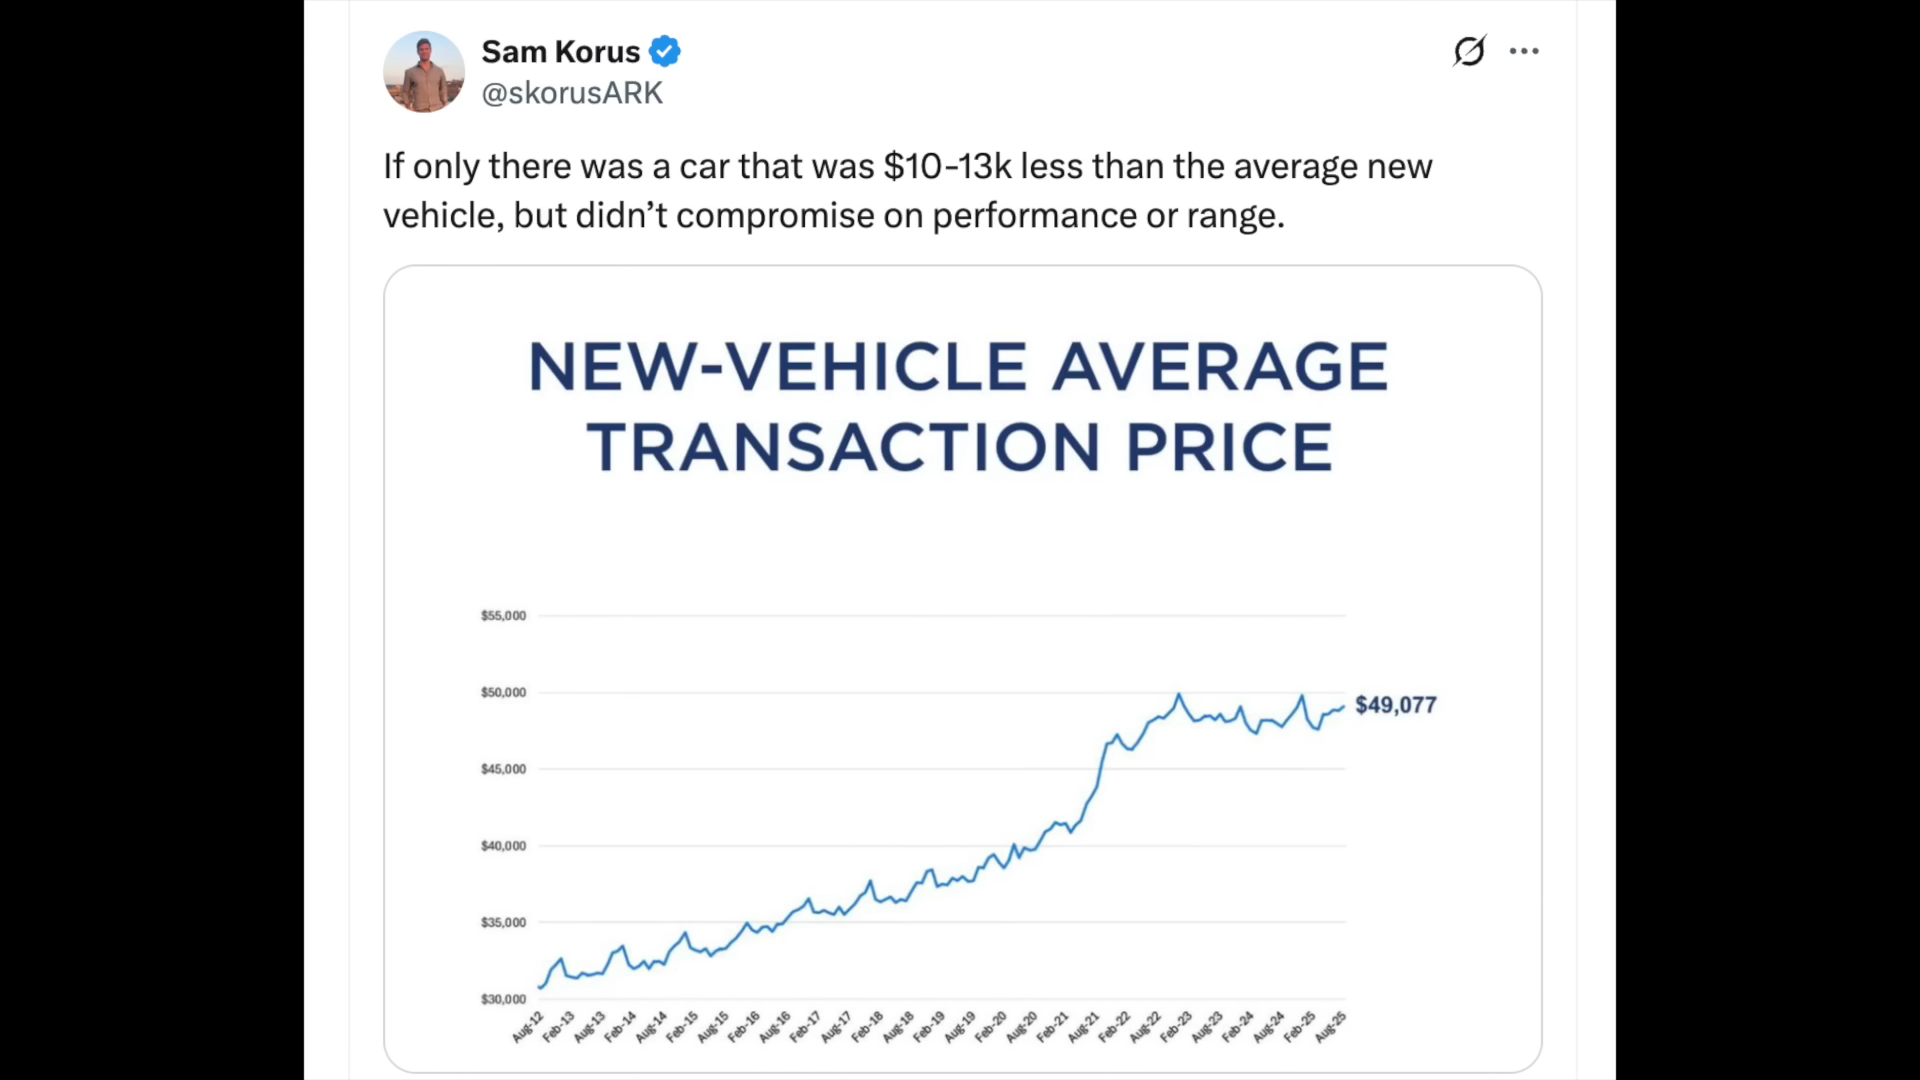 Sam Korus
@skorusARK
If only there was a car that was $10-13k less than the average new
vehicle, but didn’t compromise on performance or range.
NEW-VEHICLE AVERAGE
TRANSACTION PRICE
$55,000
$50,000
$49,077
$45,000
$40,000
$35,000
$30,000
Aug-12 Feb-13 Aug-13 Feb-14 Aug-14 Feb-15 Aug-15 Feb-16 Aug-16 Feb-17 Aug-17 Feb-18 Aug-18 Feb-19 Aug-19 Feb-20 Aug-20 Feb-21 Aug-21 Feb-22 Aug-22 Feb-23 Aug-23 Feb-24 Aug-24 Feb-25 Aug-25